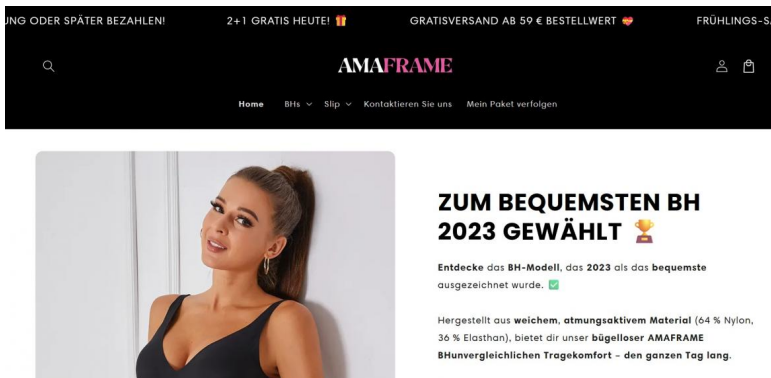 UNG ODER SPÄTER BEZAHLEN! 2+1 GRATIS HEUTE! 🎁 GRATISVERSAND AB 59 € BESTELLWERT 💝 FRÜHLINGS-S
AMAFRAME
Home BHs Slip Kontaktieren Sie uns Mein Paket verfolgen
ZUM BEQUEMSTEN BH
2023 GEWÄHLT 🏆
Entdecke das BH-Modell, das 2023 als das bequemste
ausgezeichnet wurde. ✅
Hergestellt aus weichem, atmungsaktivem Material (64 % Nylon,
36 % Elasthan), bietet dir unser bügelloser AMAFRAME
BHunvergleichlichen Tragekomfort – den ganzen Tag lang.